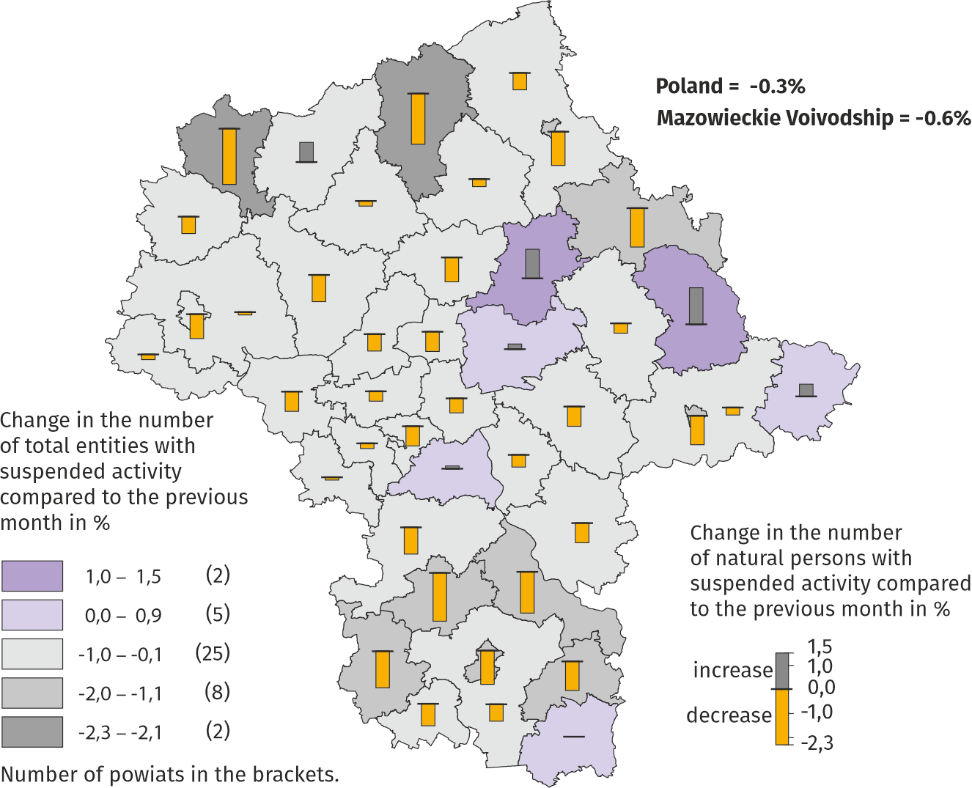 Poland =  -0.3%
Mazowieckie Voivodship = -0.6%
Change in the number
of total entities with
suspended activity
compared to the previous
month in %
1,0 – 1,5 (2)
0,0 – 0,9 (5)
-1,0 – -0,1 (25)
-2,0 – -1,1 (8)
-2,3 – -2,1 (2)
Number of powiats in the brackets.
Change in the number
of natural persons with
suspended activity compared
to the previous month in %
1,5
increase 1,0
0,0
decrease -1,0
-2,3